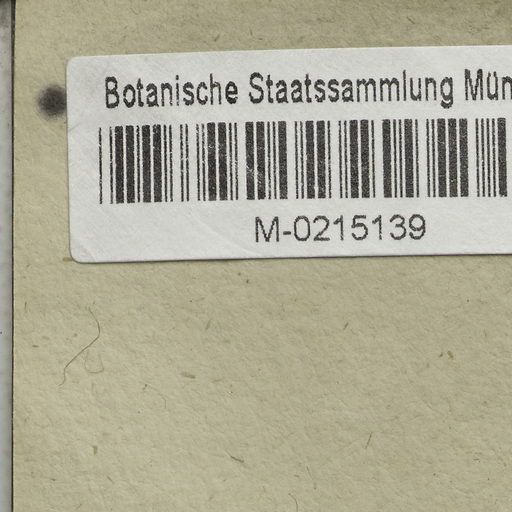 Botanische Staatssammlung Mün
M-0215139